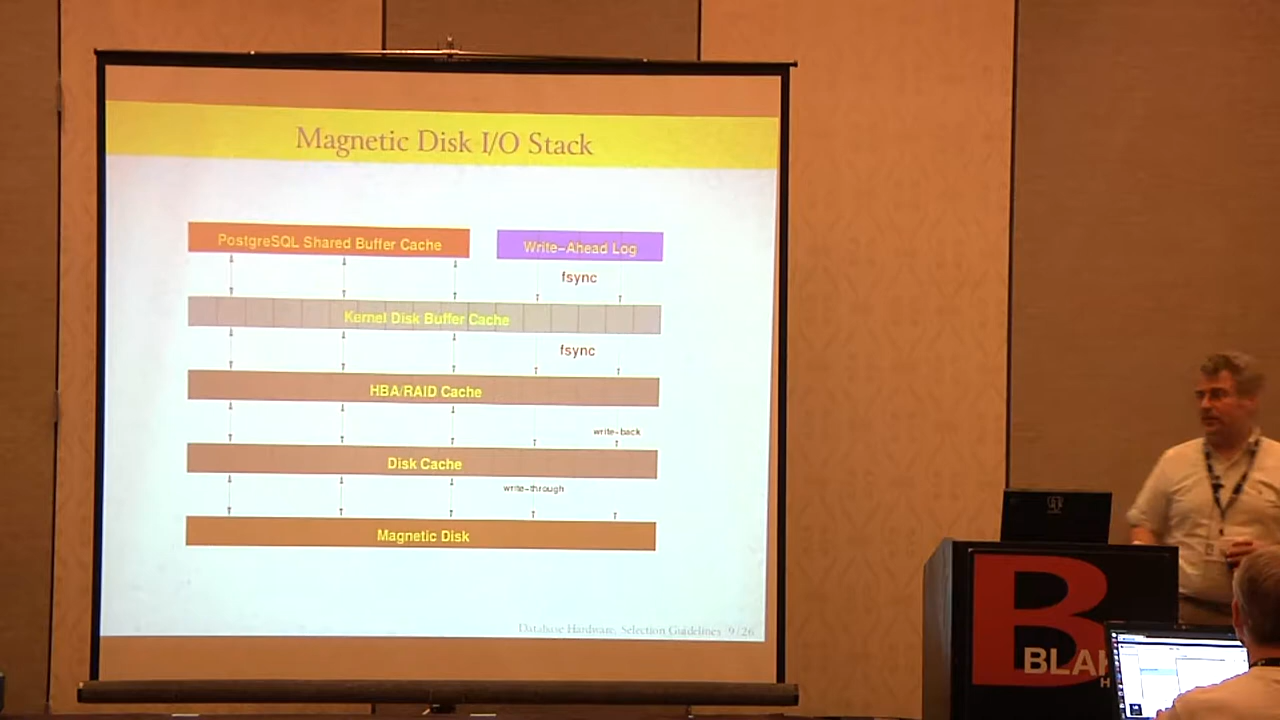 Magnetic Disk I/O Stack
PostgreSQL Shared Buffer Cache
Write-Ahead Log
fsync
Kernel Disk Buffer Cache
fsync
HBA/RAID Cache
write-back
Disk Cache
write-through
Magnetic Disk
Database Hardware, Selection Guidelines 9/26
B
BLA
H